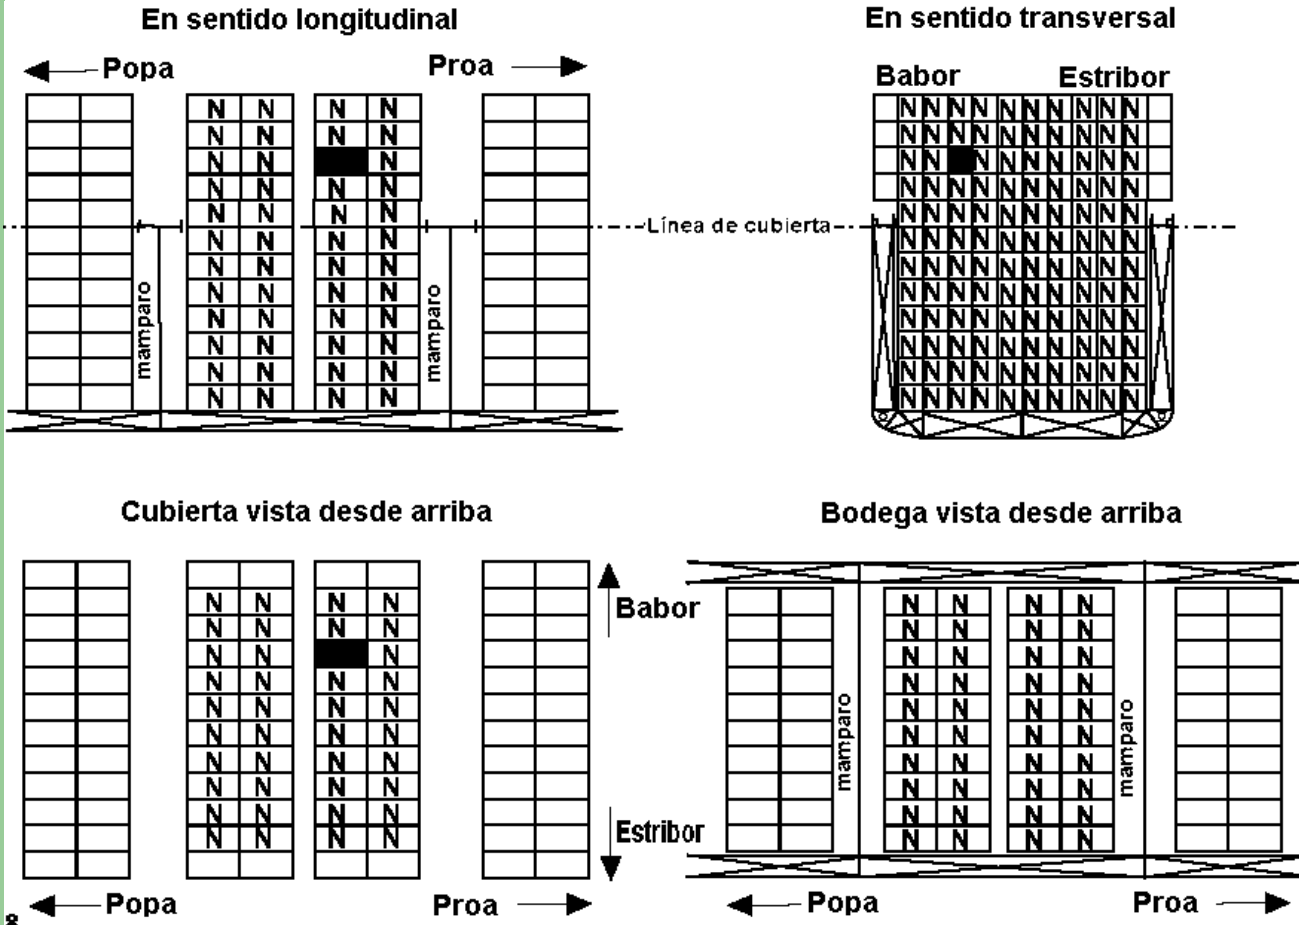 En sentido longitudinal
Popa
Proa
N N N N
N N N N
N N N
N N N N
N N N N
N N N N
N N N N
N N N N
N N N N
N N N N
N N N N
N N N N
mamparo
mamparo
Línea de cubierta
En sentido transversal
Babor
Estribor
N N N N N N N N N N
N N N N N N N N N N
N N N N N N N N N
N N N N N N N N N N
N N N N N N N N N N
N N N N N N N N N N
N N N N N N N N N N
N N N N N N N N N N
N N N N N N N N N N
N N N N N N N N N N
N N N N N N N N N N
N N N N N N N N N N
Cubierta vista desde arriba
N N N N
N N N N
N N N
N N N N
N N N N
N N N N
N N N N
N N N N
N N N N
N N N N
Babor
Estribor
Popa
Proa
Bodega vista desde arriba
N N N N
N N N N
N N N N
N N N N
N N N N
N N N N
N N N N
N N N N
N N N N
N N N N
mamparo
mamparo
Popa
Proa